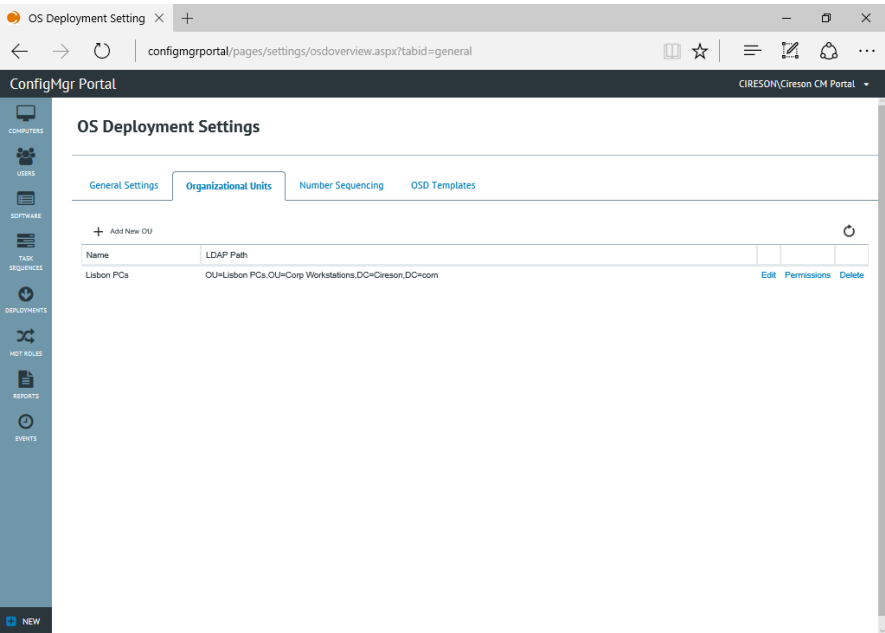 OS Deployment Setting
configmgrportal/pages/settings/osdoverview.aspx?tabid=general
ConfigMgr Portal
CIRESON\Cireson CM Portal
COMPUTERS
USERS
SOFTWARE
TASK
SEQUENCES
DEPLOYMENTS
MDT ROLES
REPORTS
EVENTS
NEW
OS Deployment Settings
General Settings Organizational Units Number Sequencing OSD Templates
Add New OU
Name LDAP Path
Lisbon PCs OU=Lisbon PCs,OU=Corp Workstations,DC=Cireson,DC=com Edit Permissions Delete